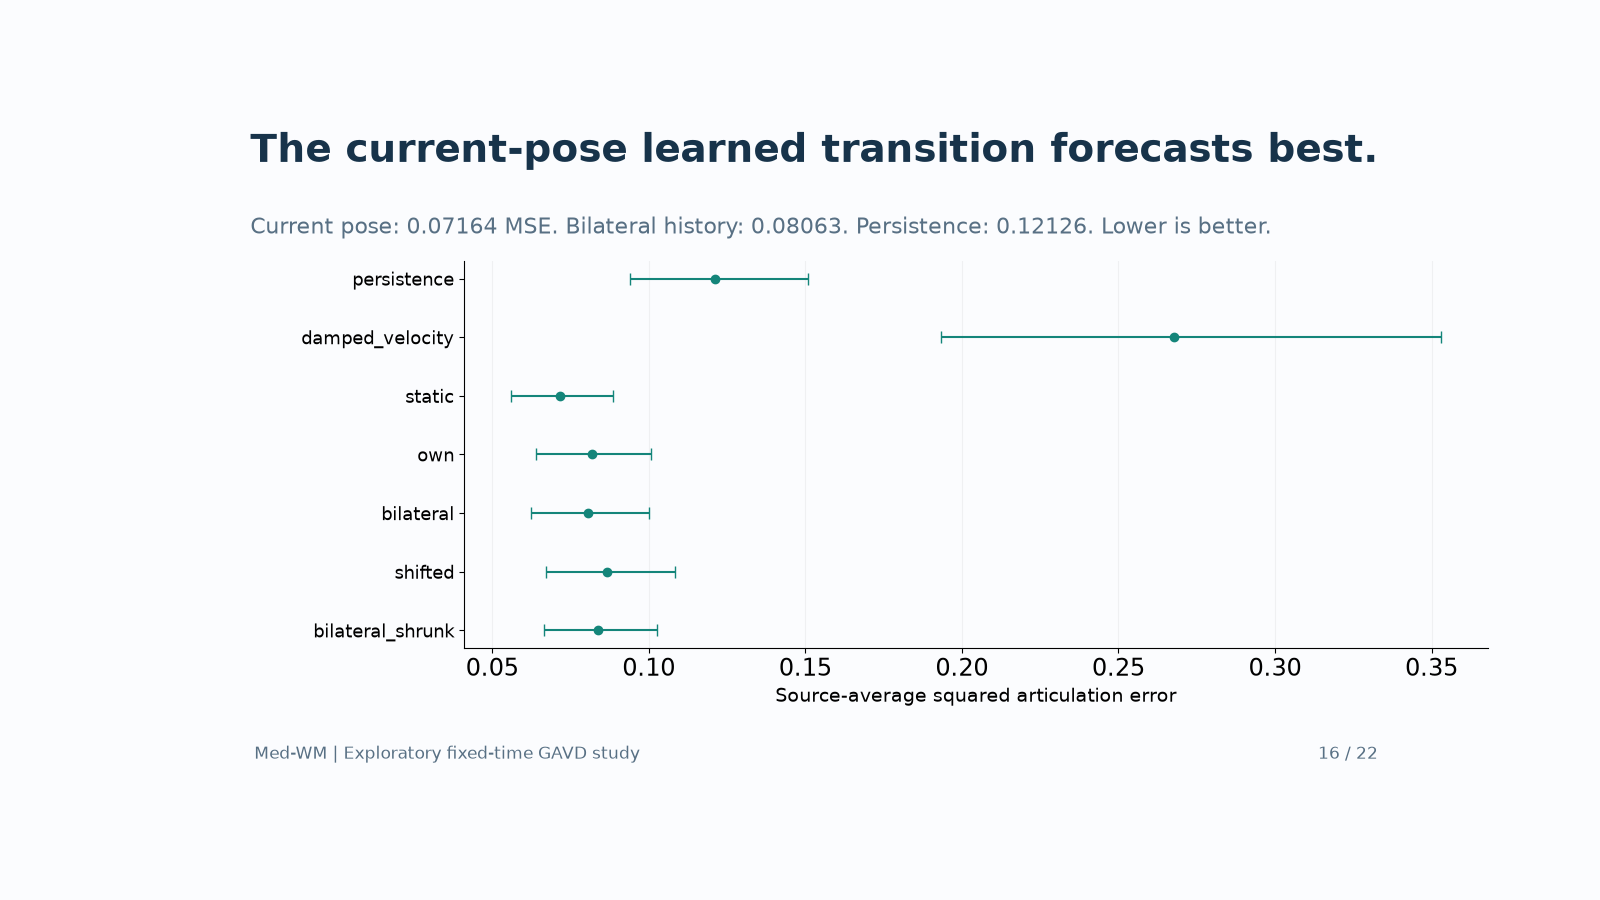 The current-pose learned transition forecasts best.
Current pose: 0.07164 MSE. Bilateral history: 0.08063. Persistence: 0.12126. Lower is better.
persistence
damped_velocity
static
own
bilateral
shifted
bilateral_shrunk
0.05 0.10 0.15 0.20 0.25 0.30 0.35
Source-average squared articulation error
Med-WM | Exploratory fixed-time GAVD study 16 / 22